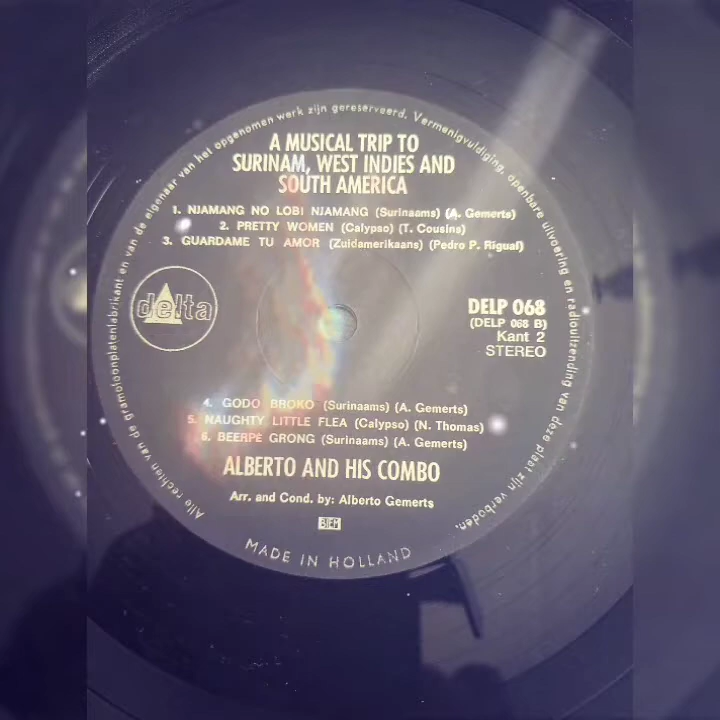 Alle rechten van de grammofoonplatenfabrikant en van de eigenaar van het opgenomen werk zijn gereserveerd. Vermenigvuldiging, openbare uitvoering en radiouitzending van deze plaat zijn verboden.
A MUSICAL TRIP TO
SURINAM, WEST INDIES AND
SOUTH AMERICA
1. NJAMANG NO LOBI NJAMANG (Surinaams) (A. Gemerts)
2. PRETTY WOMEN (Calypso) (T. Cousins)
3. GUARDAME TU AMOR (Zuidamerikaans) (Pedro P. Rigual)
delta
DELP 068
(DELP 068 B)
Kant 2
STEREO
4. GODO BROKO (Surinaams) (A. Gemerts)
5. NAUGHTY LITTLE FLEA (Calypso) (N. Thomas)
6. BEERPE GRONG (Surinaams) (A. Gemerts)
ALBERTO AND HIS COMBO
Arr. and Cond. by: Alberto Gemerts
BIEM
MADE IN HOLLAND